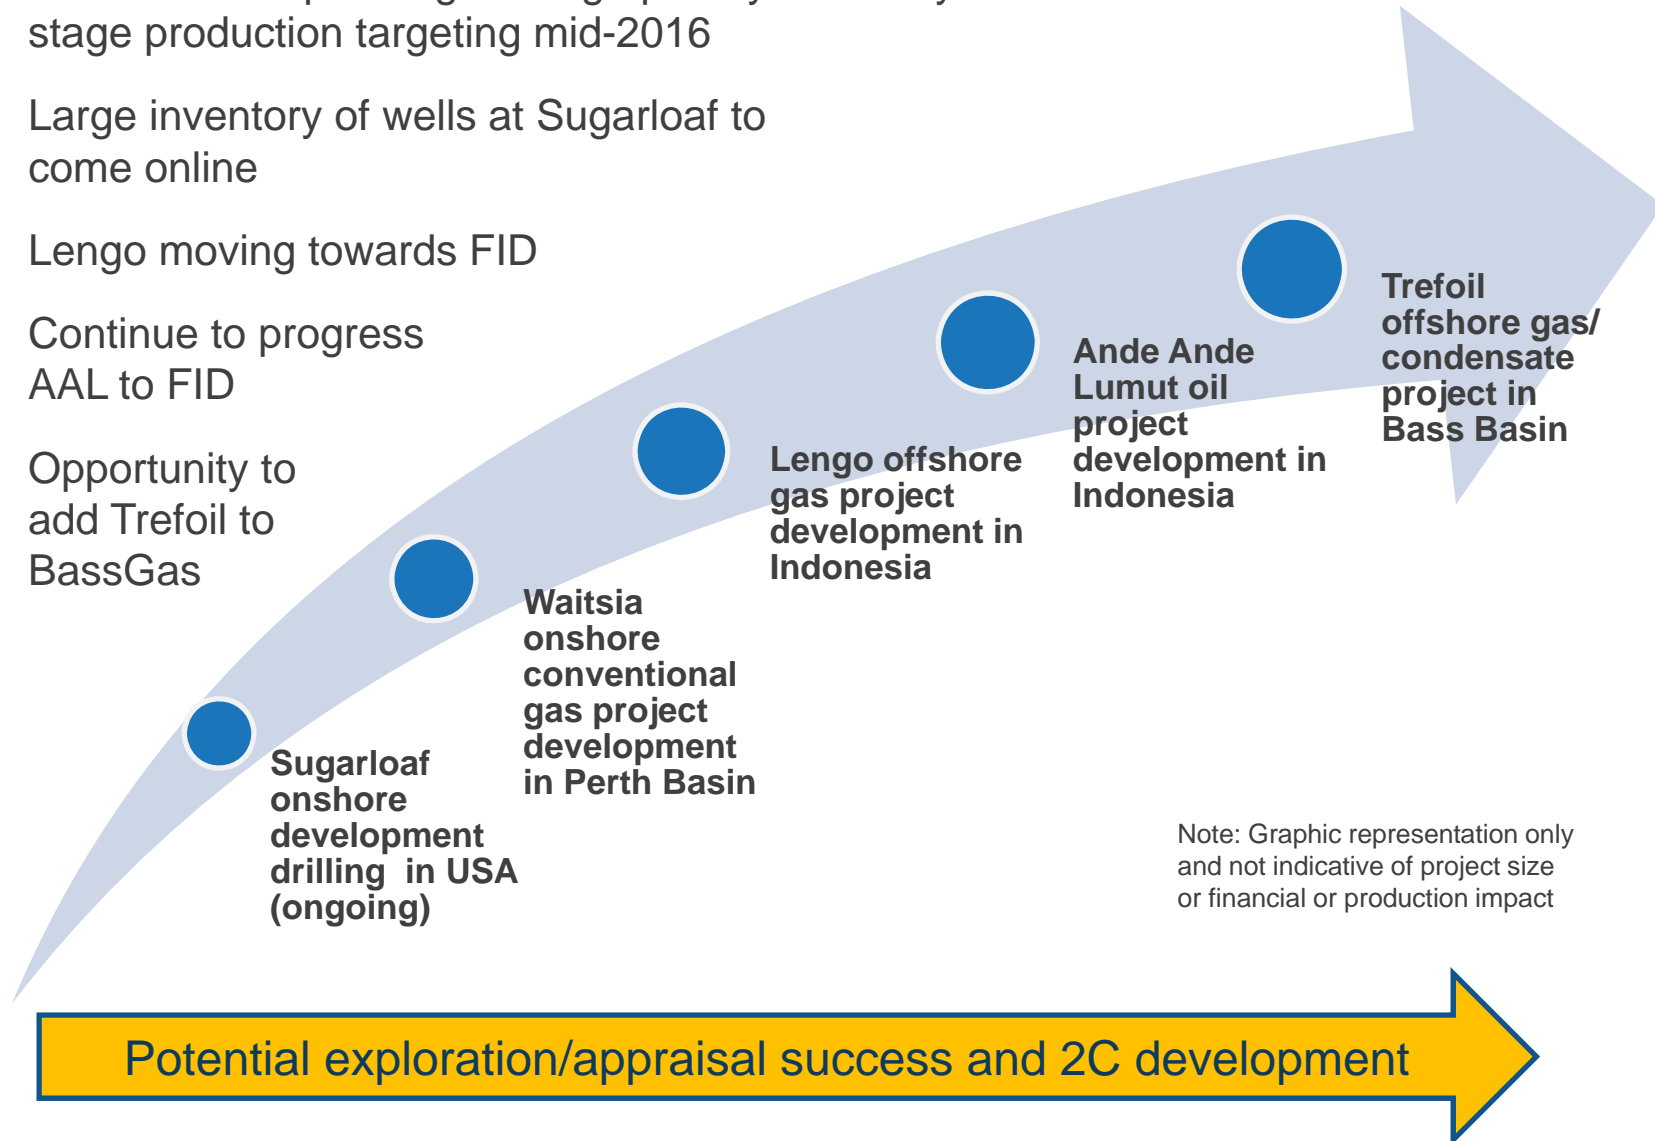 stage production targeting mid-2016
Large inventory of wells at Sugarloaf to
come online
Lengo moving towards FID
Continue to progress
AAL to FID
Opportunity to
add Trefoil to
BassGas
Sugarloaf
onshore
development
drilling in USA
(ongoing)
Waitsia
onshore
conventional
gas project
development
in Perth Basin
Lengo offshore
gas project
development in
Indonesia
Ande Ande
Lumut oil
project
development in
Indonesia
Trefoil
offshore gas/
condensate
project in
Bass Basin
Note: Graphic representation only
and not indicative of project size
or financial or production impact
Potential exploration/appraisal success and 2C development